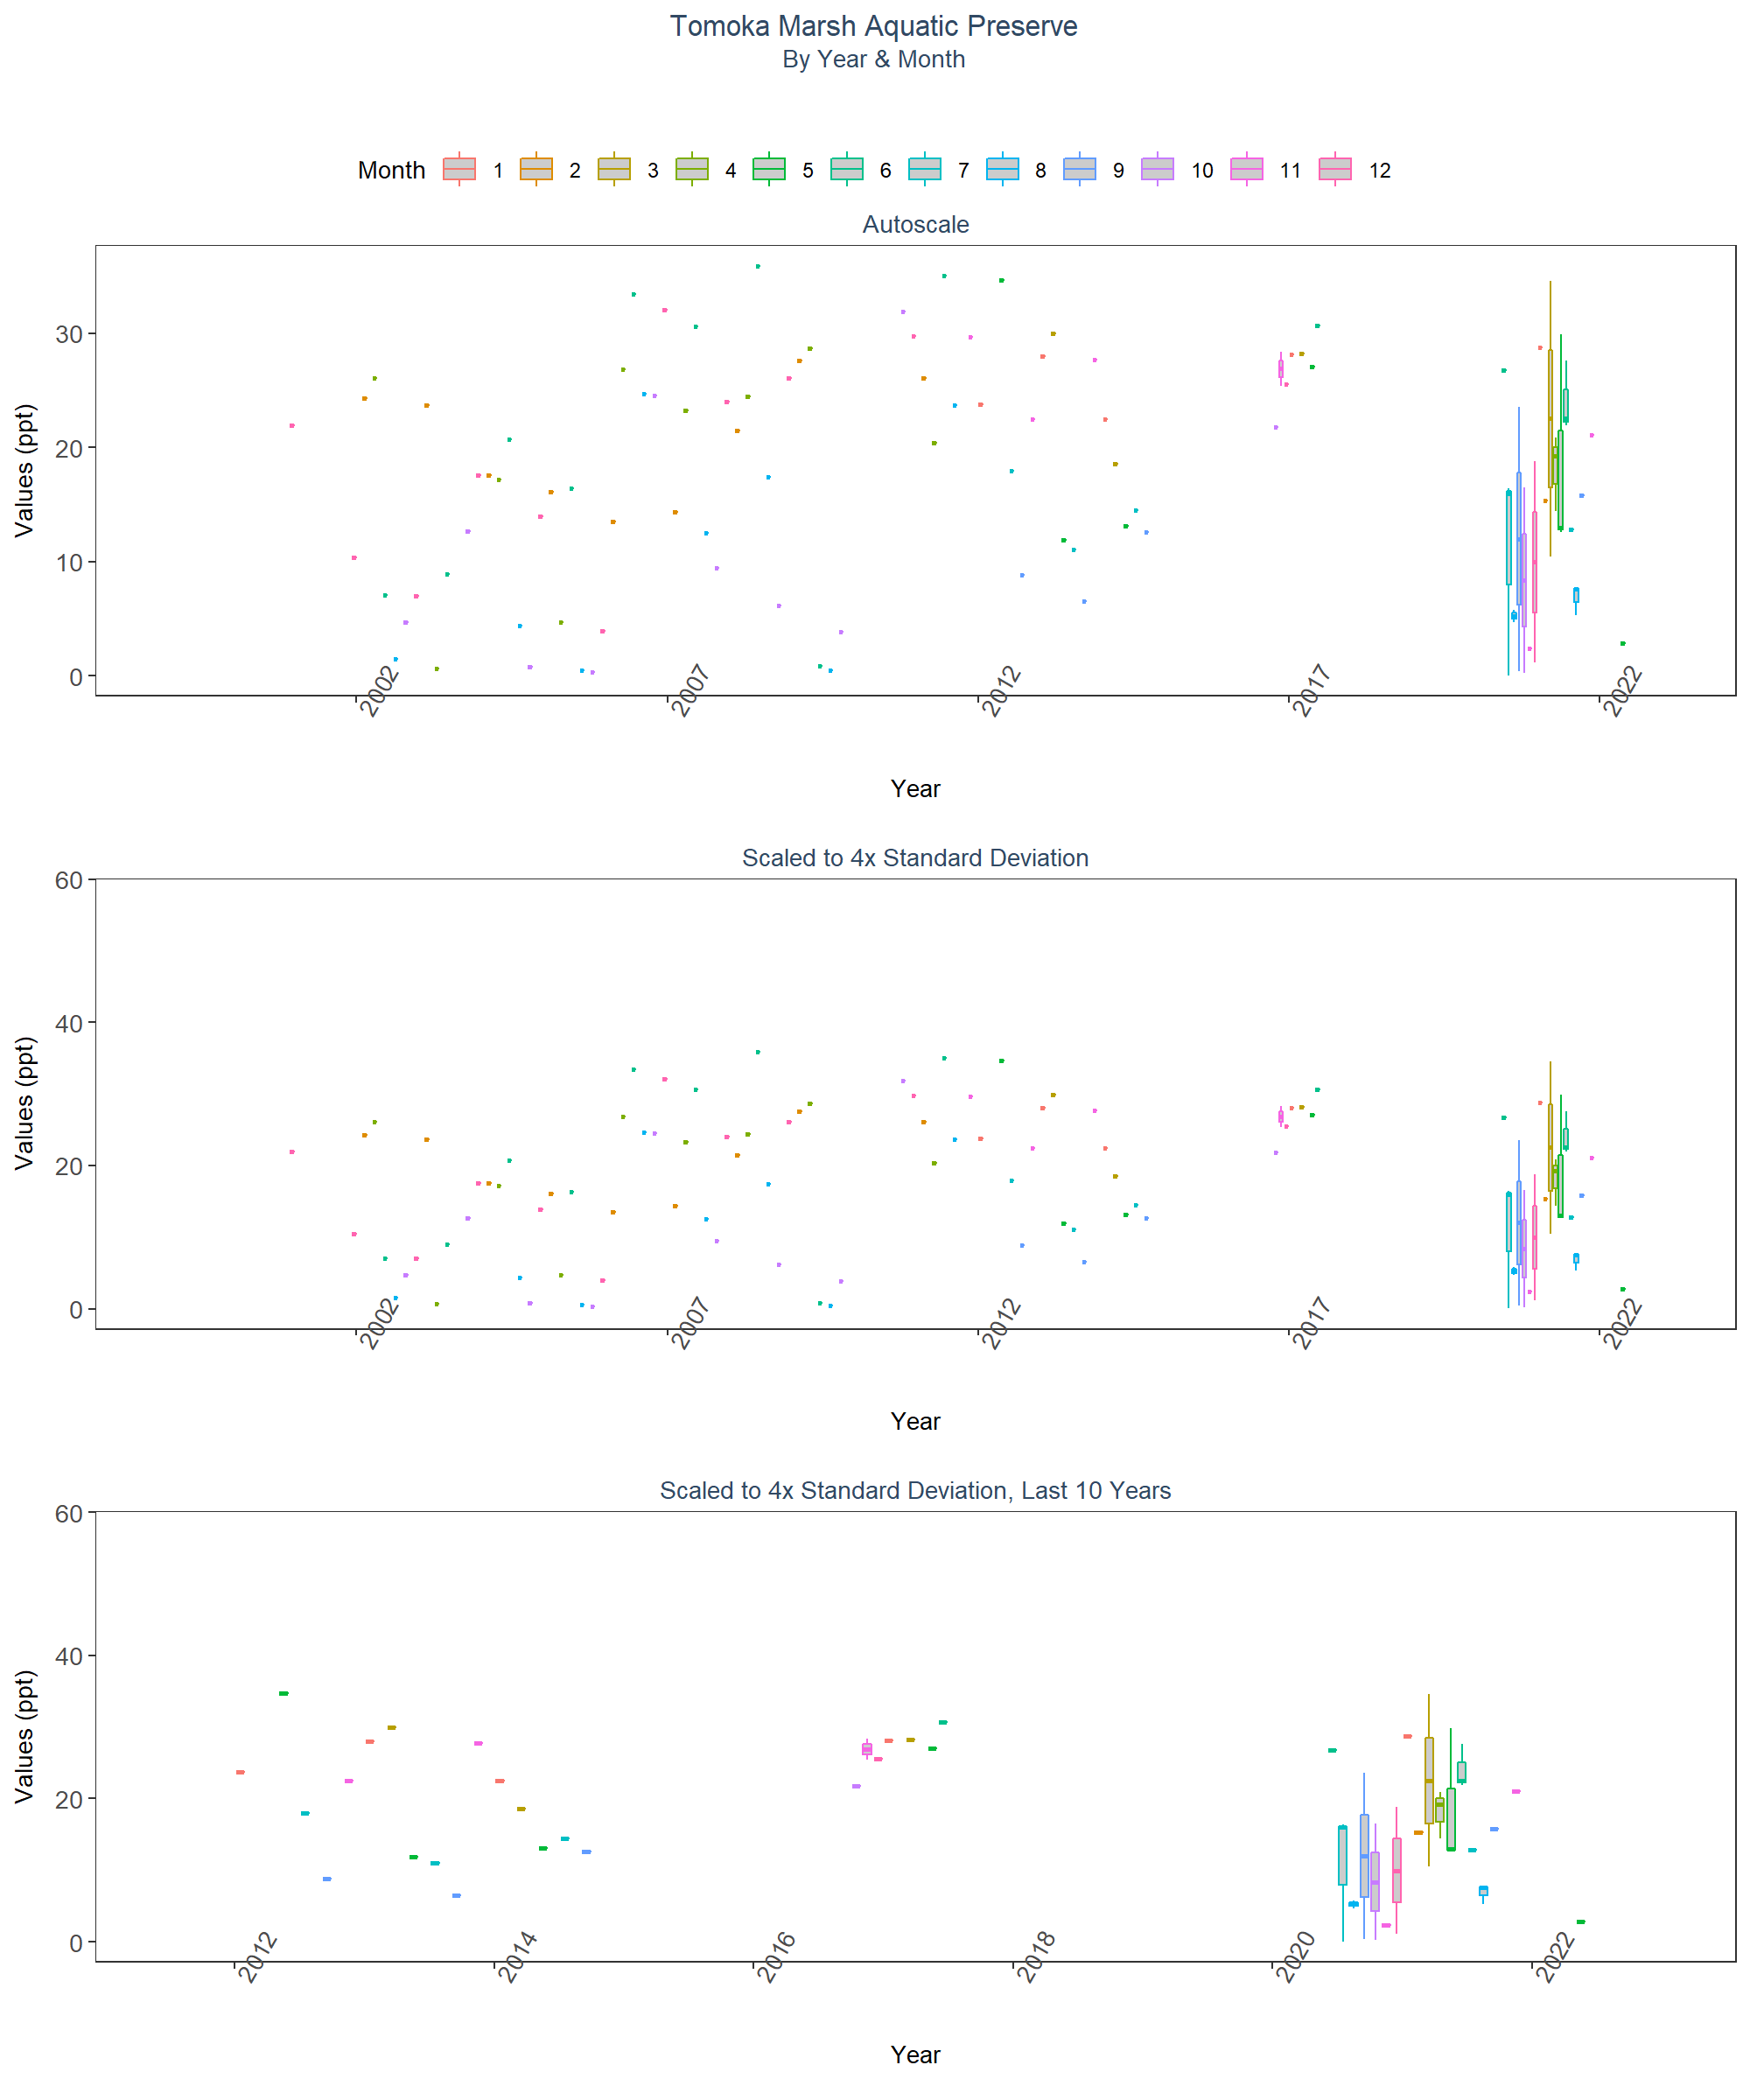 Tomoka Marsh Aquatic Preserve
By Year & Month
Month 1 2 3 4 5 6 7 8 9 10 11 12
Autoscale
Values (ppt)
30
20
10
0
2002 2007 2012 2017 2022
Year
Scaled to 4x Standard Deviation
Values (ppt)
60
40
20
0
2002 2007 2012 2017 2022
Year
Scaled to 4x Standard Deviation, Last 10 Years
Values (ppt)
60
40
20
0
2012 2014 2016 2018 2020 2022
Year